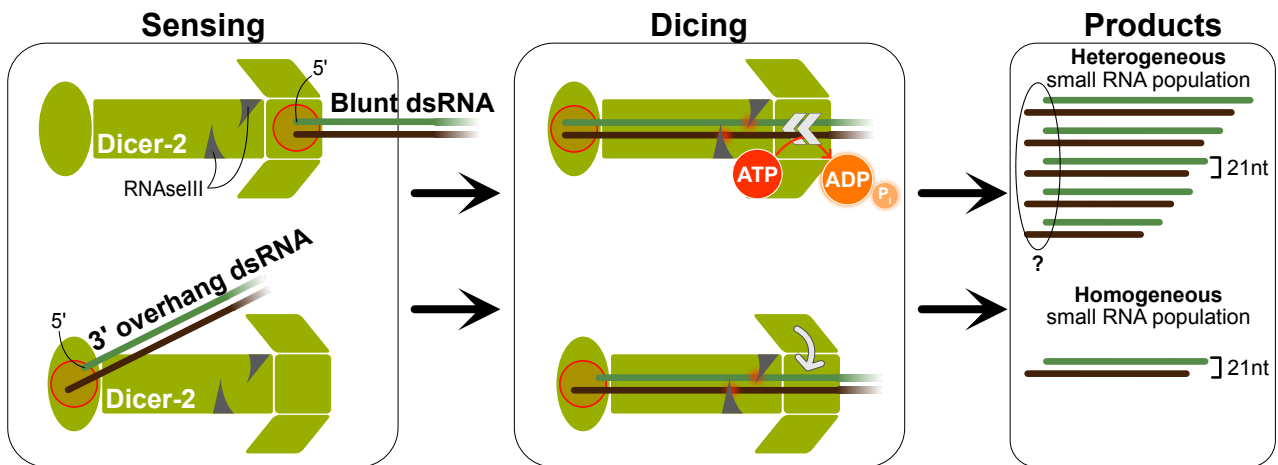 Sensing
Dicing
Products
5'
Blunt dsRNA
Dicer-2
RNAseIII
ATP
ADP
Pi
Heterogeneous
small RNA population
21nt
?
5'
3' overhang dsRNA
Dicer-2
Homogeneous
small RNA population
21nt